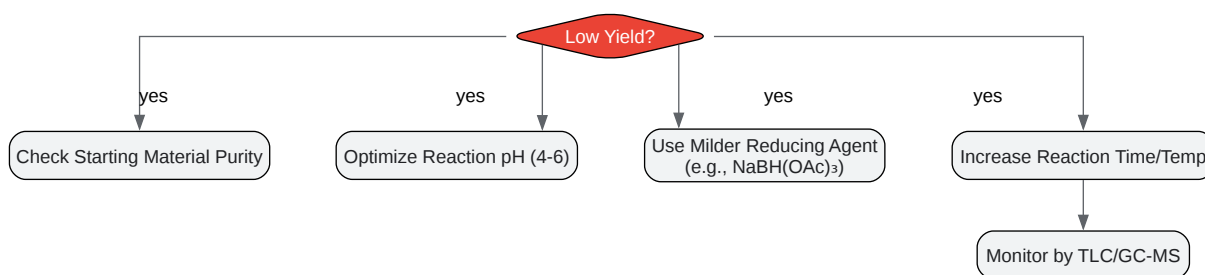 Low Yield?
yes
yes
yes
yes
Check Starting Material Purity
Optimize Reaction pH (4-6)
Use Milder Reducing Agent
(e.g., NaBH(OAc)₃)
Increase Reaction Time/Temp
Monitor by TLC/GC-MS